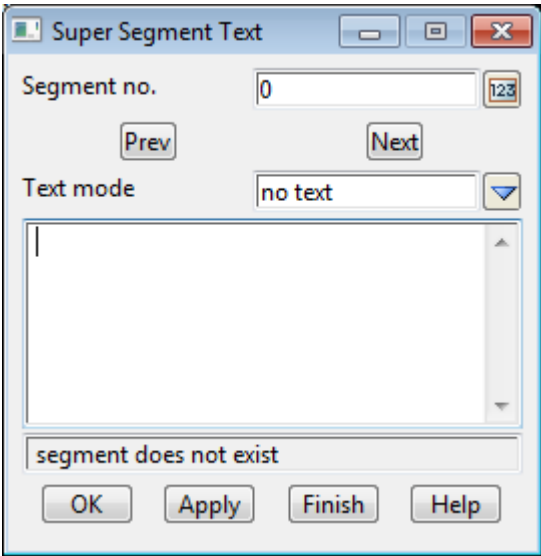 Super Segment Text
Segment no. 0 123
Prev Next
Text mode no text
segment does not exist
OK Apply Finish Help